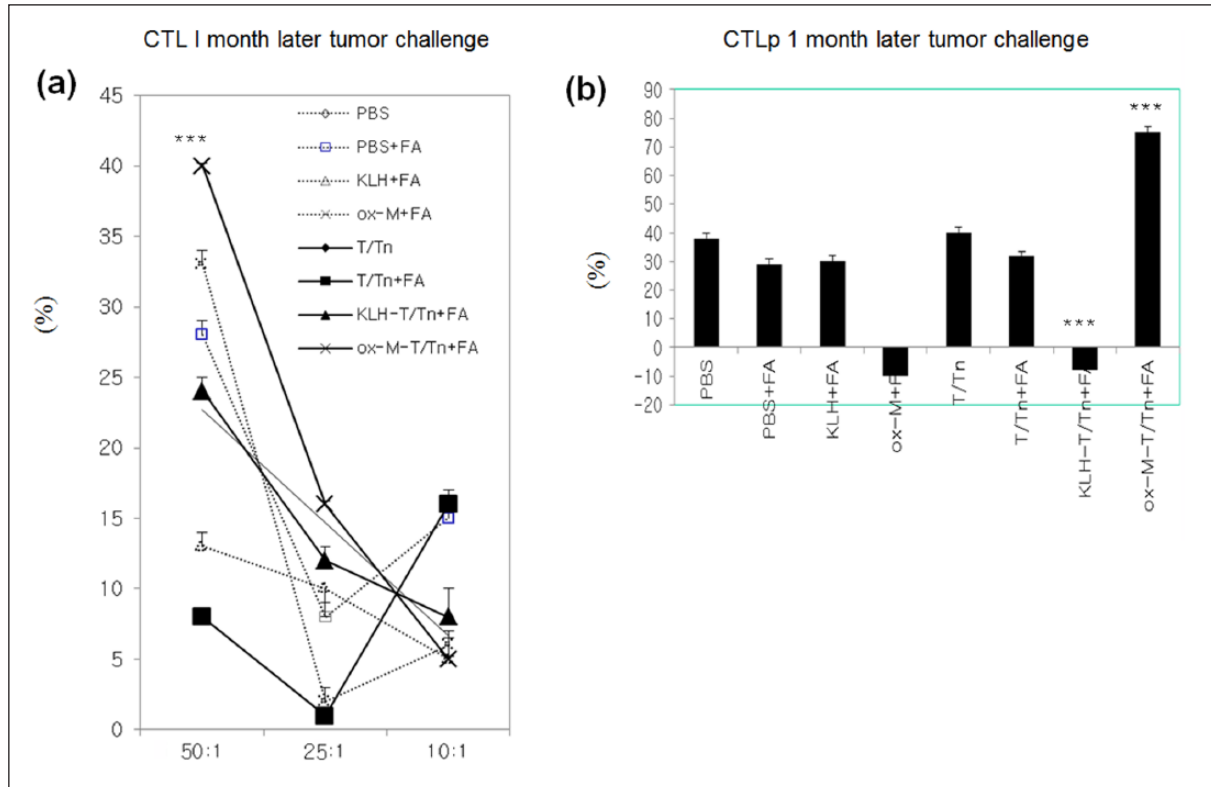 CTL I month later tumor challenge
(a)
(%)
45
40
35
30
25
20
15
10
5
0
***
PBS
PBS+FA
KLH+FA
ox-M+FA
T/Tn
T/Tn+FA
KLH-T/Tn+FA
ox-M-T/Tn+FA
50:1
25:1
10:1
CTLp 1 month later tumor challenge
(b)
(%)
90
80
70
60
50
40
30
20
10
0
-10
-20
***
***
PBS
PBS+FA
KLH+FA
ox-M+F
T/Tn
T/Tn+FA
KLH-T/Tn+FA
ox-M-T/Tn+FA